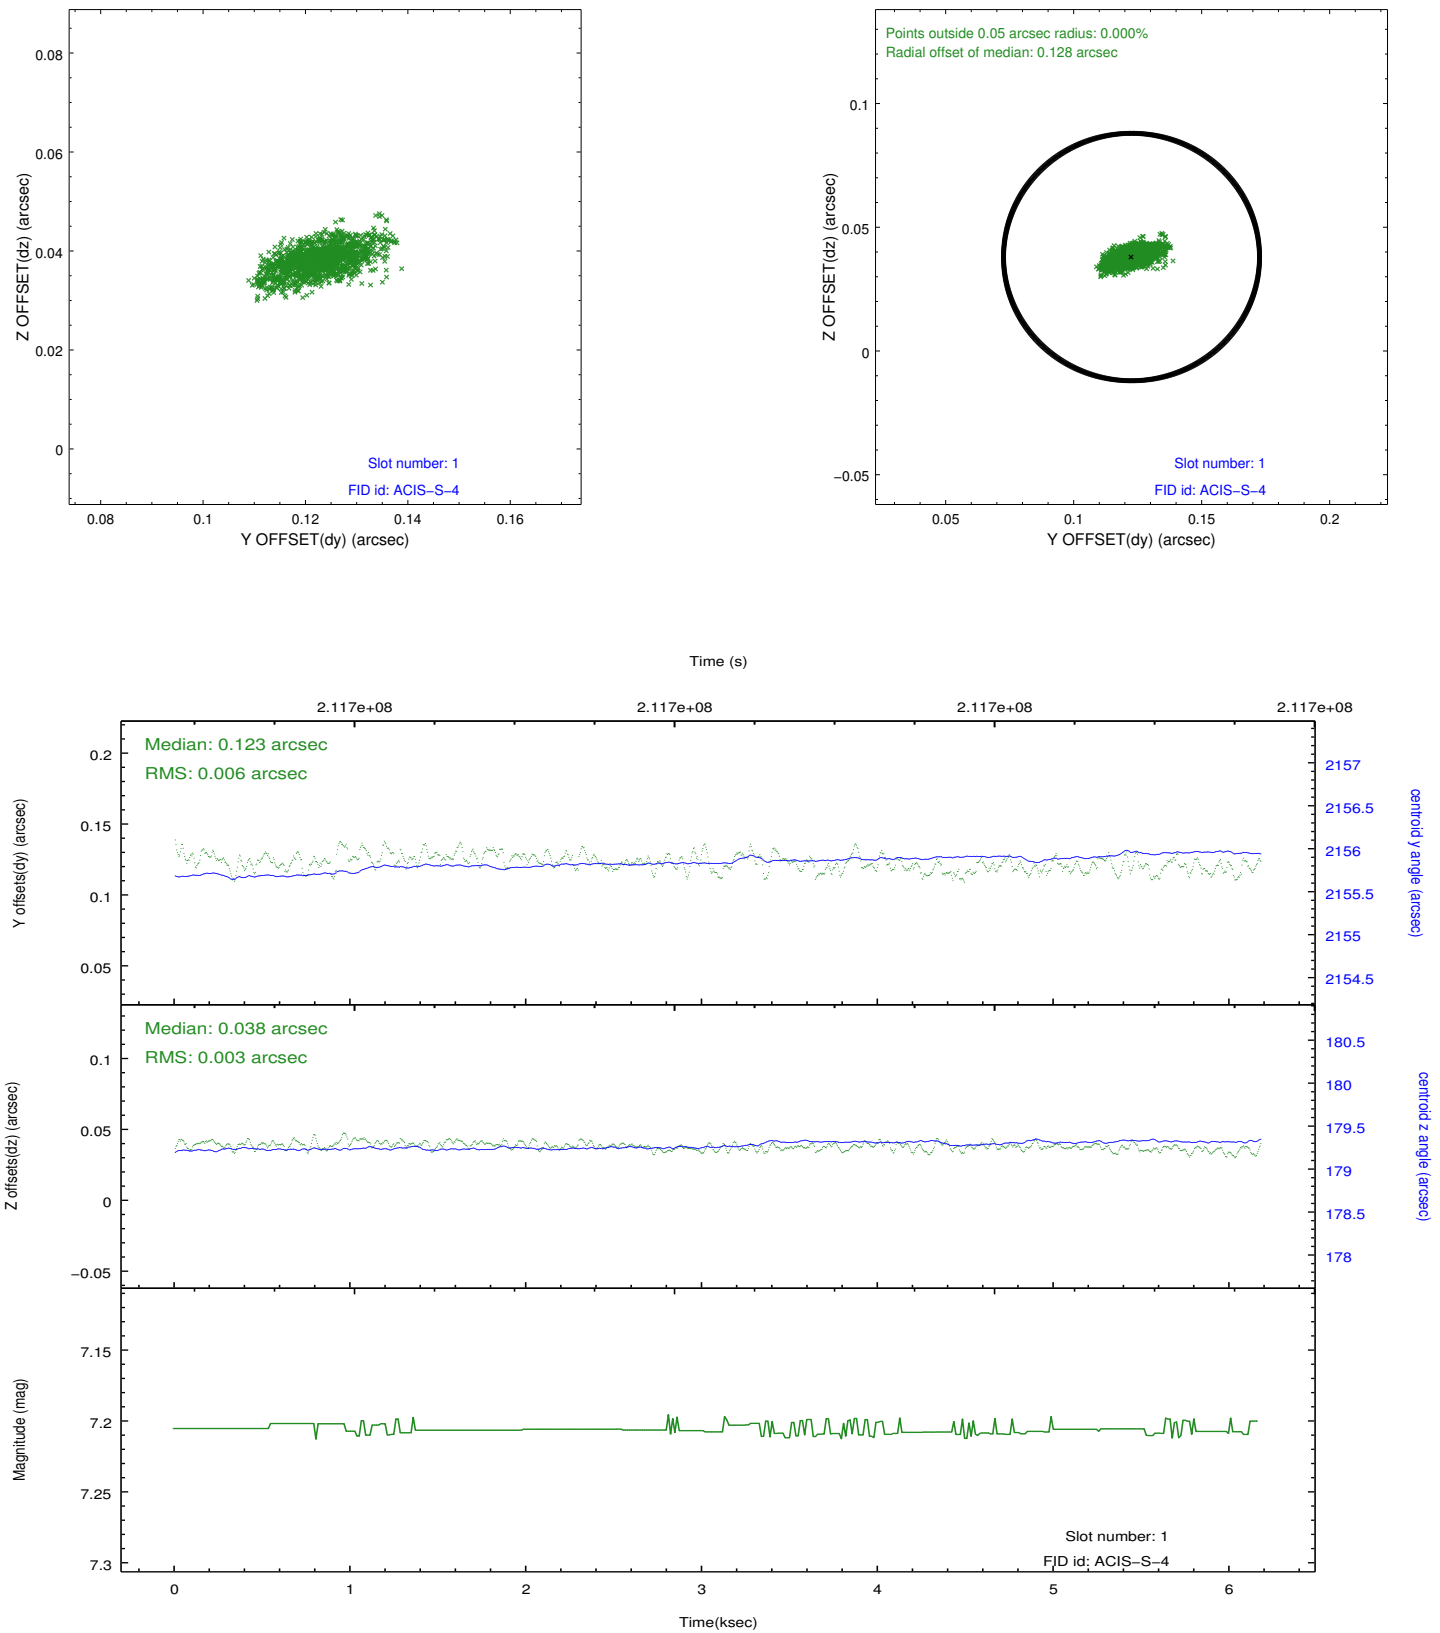 0.08
0.06
0.04
0.02
0
Z OFFSET(dz) (arcsec)
Slot number: 1
FID id: ACIS−S−4
0.08
0.1
0.12
0.14
0.16
Y OFFSET(dy) (arcsec)
Points outside 0.05 arcsec radius: 0.000%
Radial offset of median: 0.128 arcsec
0.1
0.05
0
−0.05
Z OFFSET(dz) (arcsec)
Slot number: 1
FID id: ACIS−S−4
0.05
0.1
0.15
0.2
Y OFFSET(dy) (arcsec)
Time (s)
2.117e+08
2.117e+08
2.117e+08
2.117e+08
Median: 0.123 arcsec
RMS: 0.006 arcsec
0.2
0.15
0.1
0.05
Y offsets(dy) (arcsec)
2157
2156.5
2156
2155.5
2155
2154.5
centroid y angle (arcsec)
Median: 0.038 arcsec
RMS: 0.003 arcsec
0.1
0.05
0
−0.05
Z offsets(dz) (arcsec)
180.5
180
179.5
179
178.5
178
centroid z angle (arcsec)
7.15
7.2
7.25
7.3
Magnitude (mag)
Slot number: 1
FID id: ACIS−S−4
0
1
2
3
4
5
6
Time(ksec)